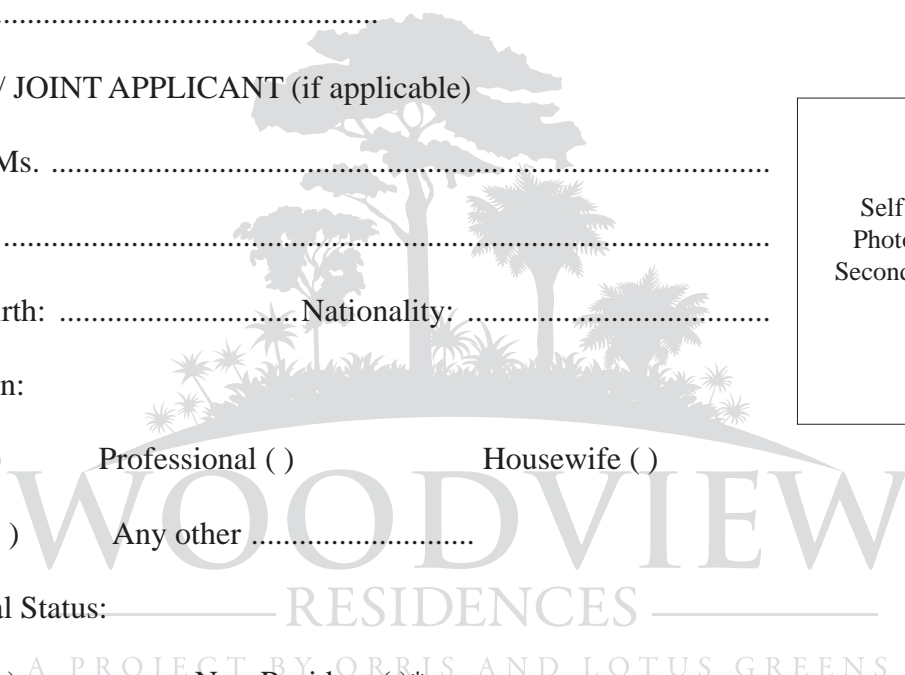 ................................................
/ JOINT APPLICANT (if applicable)
Ms. ..........................................................................................
Self
Photo
Second
................................................................................................
rth: .............................. Nationality: ......................................
n:
) Professional ( ) Housewife ( )
WOODVIEW
) Any other ............................
RESIDENCES
al Status:
A PROJECT BY ORRIS AND LOTUS GREENS